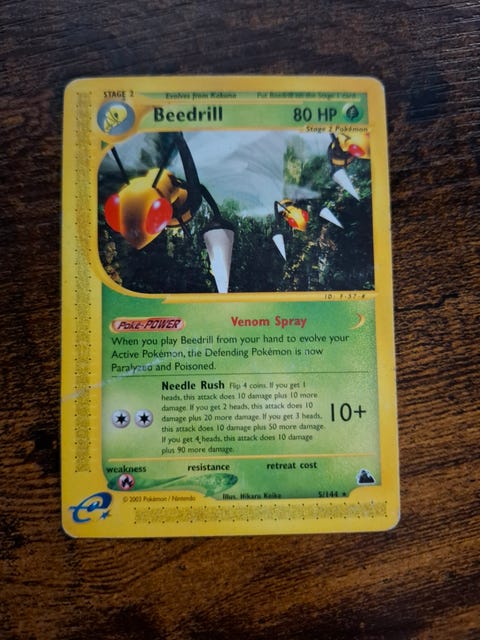 STAGE 2 Evolves from Kakuna Put Beedrill on the Stage 1 card
Beedrill 80 HP
Stage 2 Pokémon
ID: F-37-#
POKé-POWER Venom Spray
When you play Beedrill from your hand to evolve your
Active Pokémon, the Defending Pokémon is now
Paralyzed and Poisoned.
Needle Rush Flip 4 coins. If you get 1
heads, this attack does 10 damage plus 10 more
damage. If you get 2 heads, this attack does 10
damage plus 20 more damage. If you get 3 heads,
this attack does 10 damage plus 50 more
damage. If you get 4 heads, this attack does 10 damage
plus 90 more damage.
10+
weakness resistance retreat cost
© 2003 Pokémon / Nintendo Illus. Hikaru Koike 5/144 ★
e